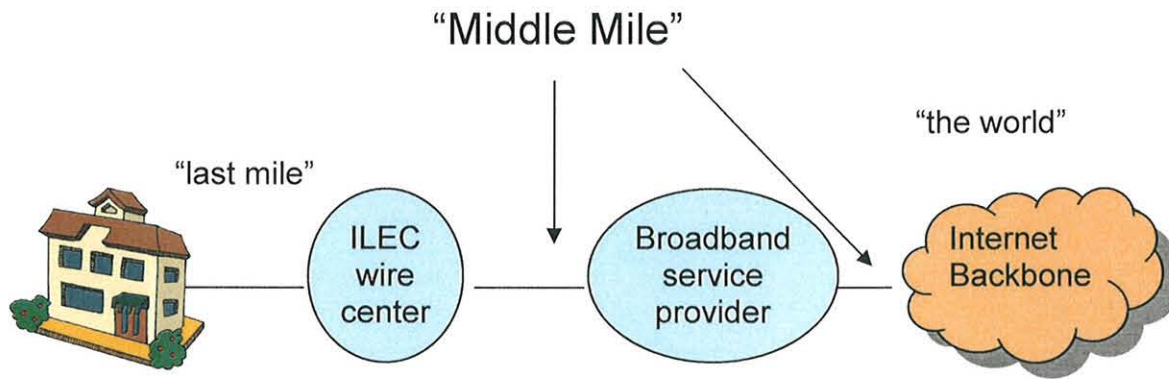 “Middle Mile”
“the world”
“last mile”
ILEC
wire
center
Broadband
service
provider
Internet
Backbone